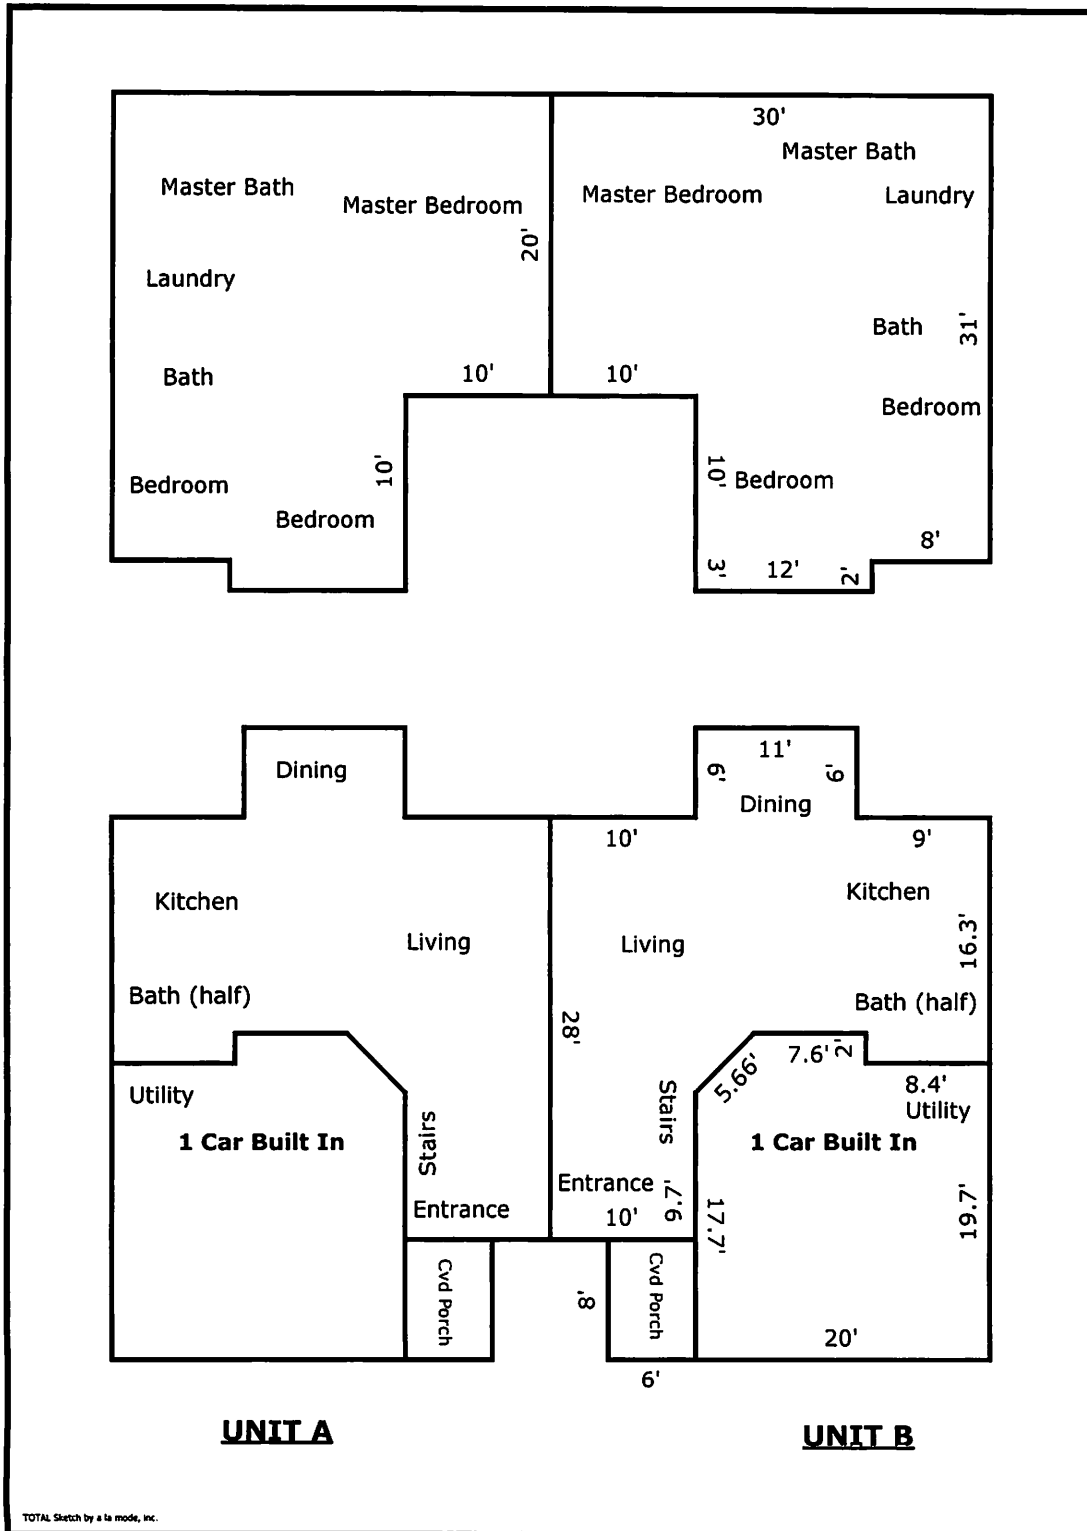 30'
Master Bath
Master Bath
Master Bedroom
Master Bedroom
Laundry
20'
Laundry
Bath
31'
Bath
10'
10'
Bedroom
10'
10'
Bedroom
Bedroom
Bedroom
8'
3'
12'
2'
11'
Dining
6'
6'
Dining
10'
9'
Kitchen
Kitchen
Living
Living
16.3'
Bath (half)
Bath (half)
28'
7.6'
2'
5.66'
8.4'
Utility
Utility
Stairs
Stairs
1 Car Built In
1 Car Built In
Entrance
Entrance
9.7'
10'
17.7'
19.7'
Cvd Porch
8'
Cvd Porch
20'
6'
UNIT A
UNIT B
TOTAL Sketch by a la mode, inc.